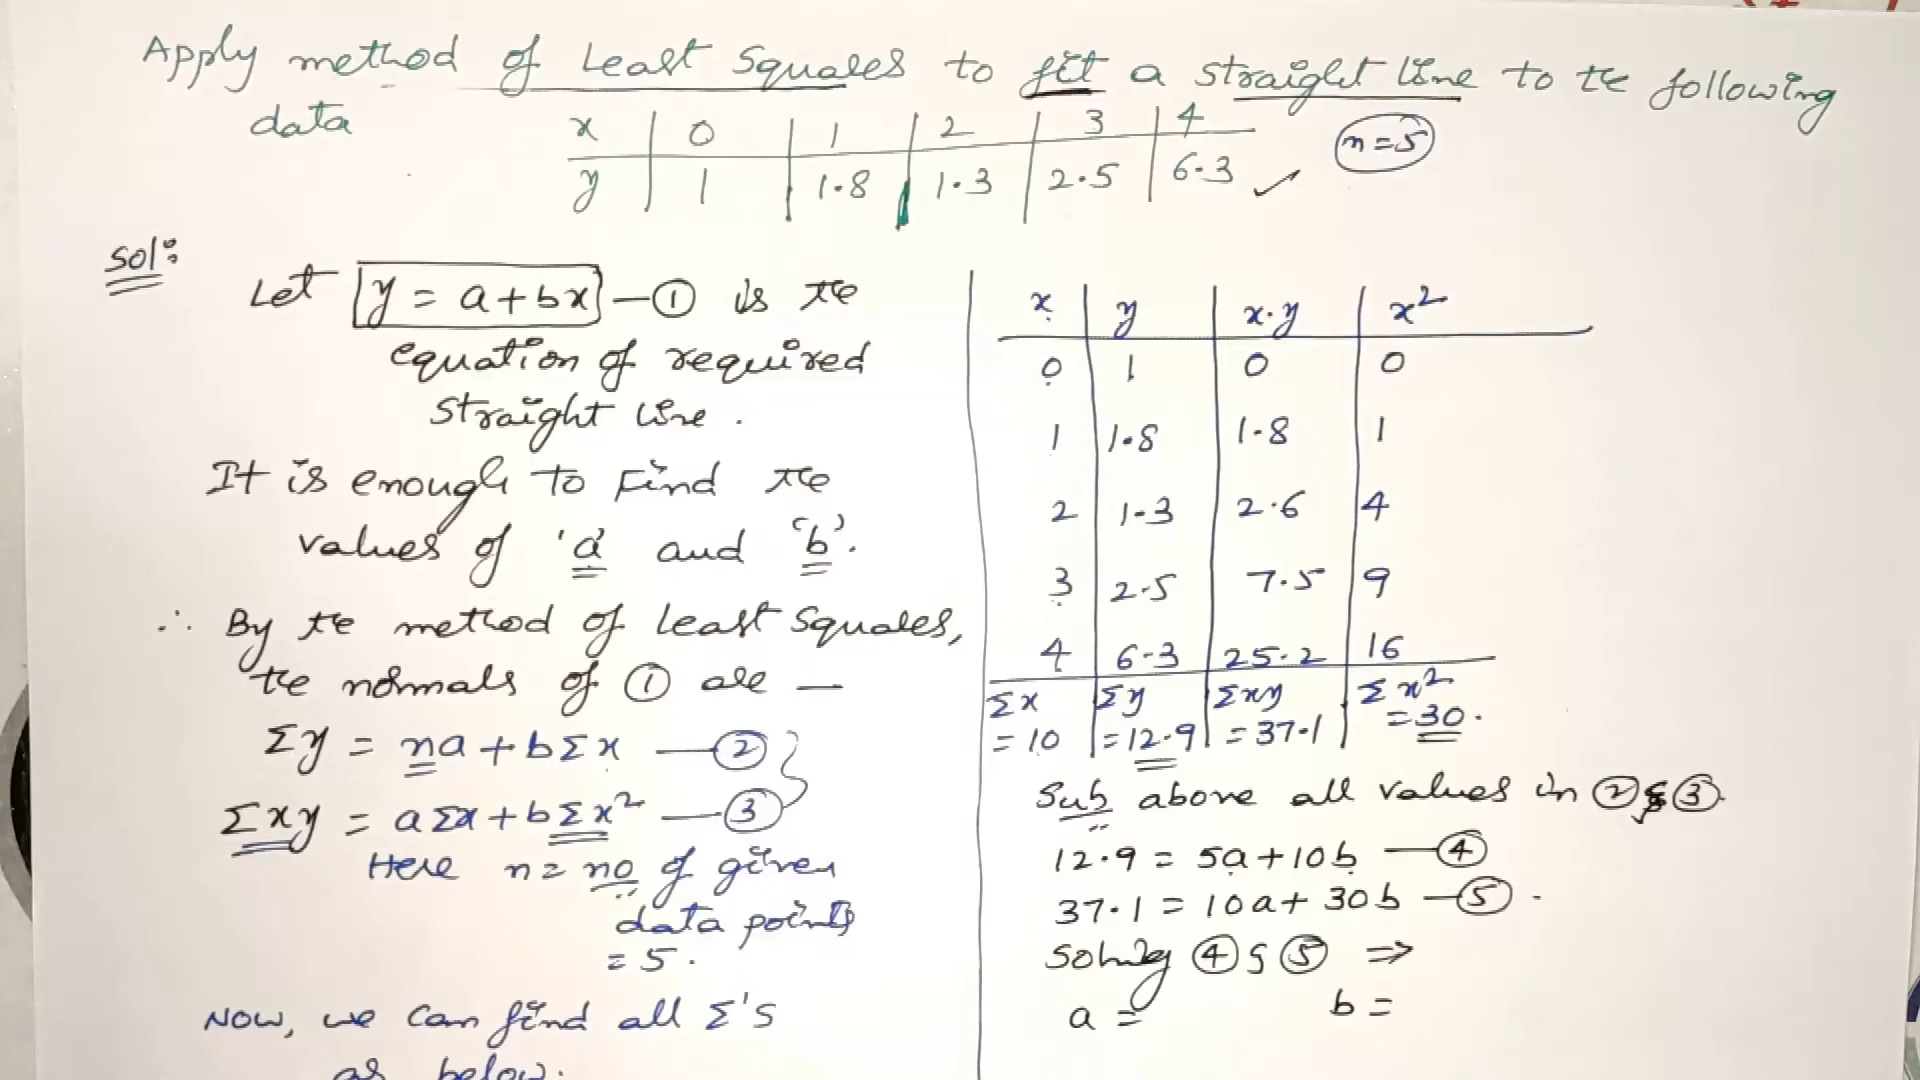 Apply method of Least Squares to fit a straight line to the following
data
x | 0 | 1 | 2 | 3 | 4
n=5
y | 1 | 1.8 | 1.3 | 2.5 | 6.3 ✓
Sol:
Let y = a+bx — ① is the
equation of required
straight line.
It is enough to Find the
values of 'a' and 'b'.
∴ By the method of least squares,
the normals of ① are —
Σy = na + bΣx — ②
Σxy = aΣx + bΣx² — ③
Here n = no of given
data points
= 5.
Now, we can find all Σ's
as below.
x | y | x.y | x²
0 | 1 | 0 | 0
1 | 1.8 | 1.8 | 1
2 | 1.3 | 2.6 | 4
3 | 2.5 | 7.5 | 9
4 | 6.3 | 25.2 | 16
Σx | Σy | Σxy | Σx²
= 10 | = 12.9 | = 37.1 | = 30.
Sub above all values in ② & ③.
12.9 = 5a+10b — ④
37.1 = 10a+ 30b — ⑤.
Solving ④ & ⑤ ⇒
a = b =